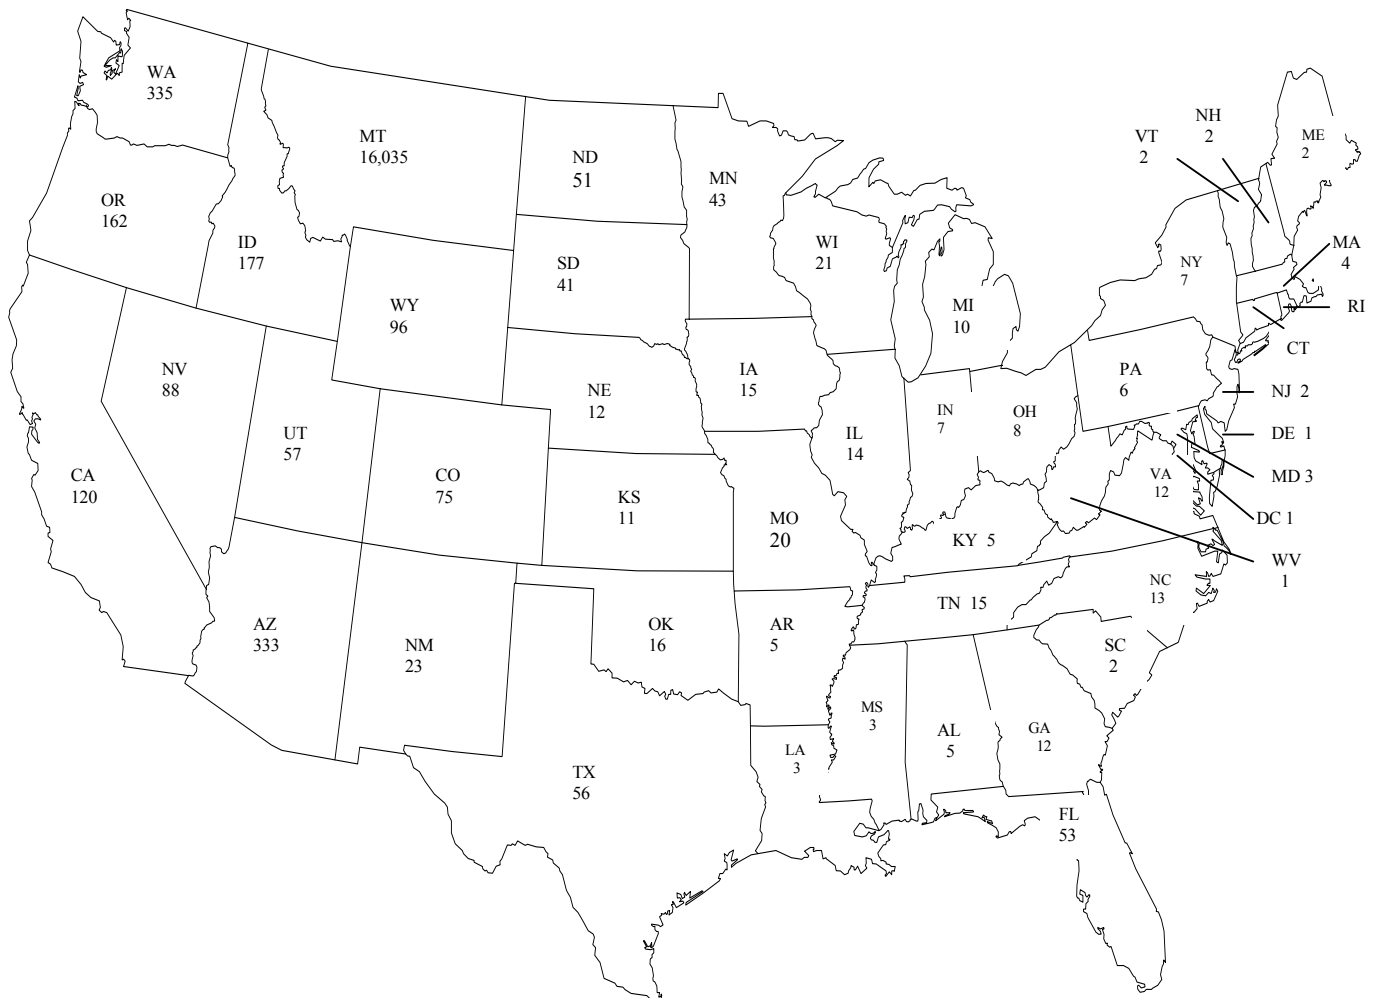 WA
335
MT
16,035
ND
51
MN
43
VT
2
NH
2
ME
2
OR
162
ID
177
WY
96
SD
41
WI
21
MI
10
NY
7
MA
4
RI
CT
NV
88
UT
57
CO
75
NE
12
IA
15
IL
14
IN
7
OH
8
PA
6
NJ 2
DE 1
MD 3
DC 1
WV
1
VA
12
CA
120
KS
11
MO
20
KY 5
AZ
333
NM
23
OK
16
AR
5
TN 15
NC
13
SC
2
TX
56
LA
3
MS
3
AL
5
GA
12
FL
53